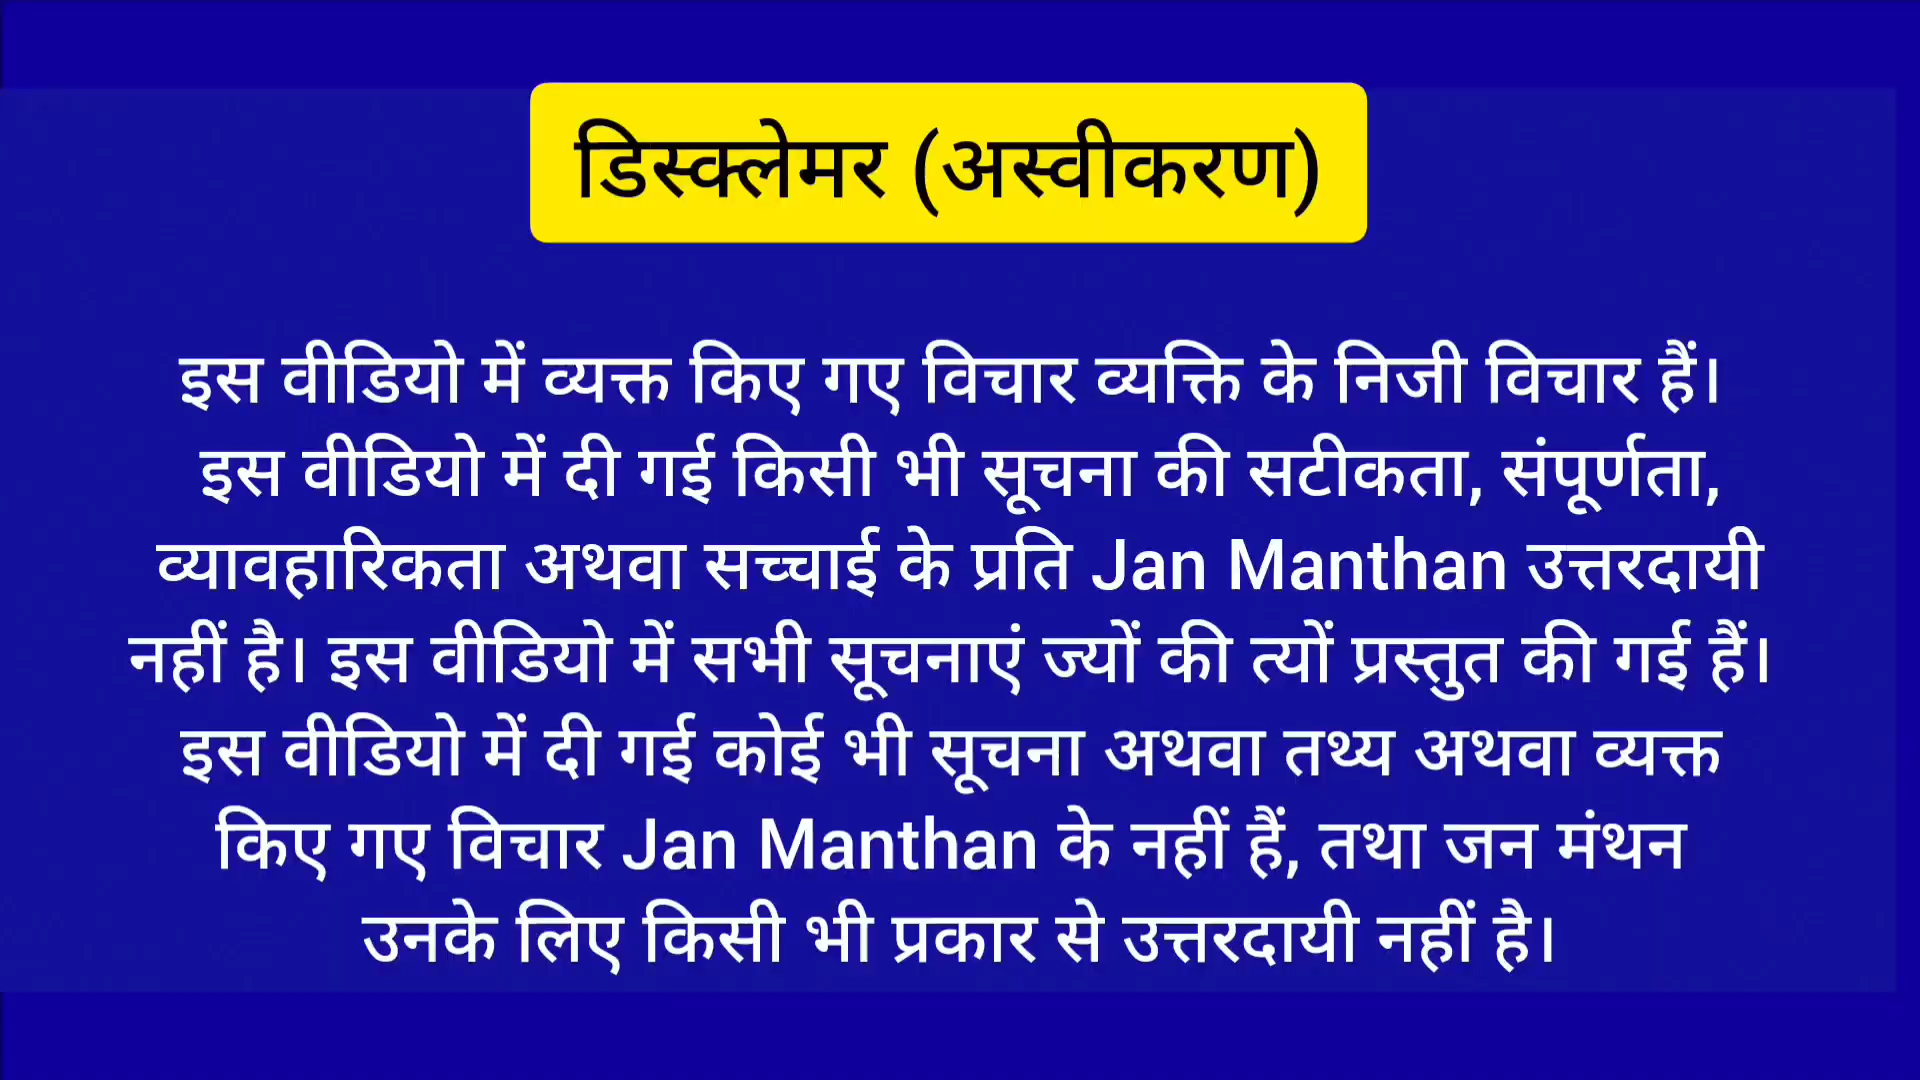 डिस्क्लेमर (अस्वीकरण)
इस वीडियो में व्यक्त किए गए विचार व्यक्ति के निजी विचार हैं।
इस वीडियो में दी गई किसी भी सूचना की सटीकता, संपूर्णता,
व्यावहारिकता अथवा सच्चाई के प्रति Jan Manthan उत्तरदायी
नहीं है। इस वीडियो में सभी सूचनाएं ज्यों की त्यों प्रस्तुत की गई हैं।
इस वीडियो में दी गई कोई भी सूचना अथवा तथ्य अथवा व्यक्त
किए गए विचार Jan Manthan के नहीं हैं, तथा जन मंथन
उनके लिए किसी भी प्रकार से उत्तरदायी नहीं है।